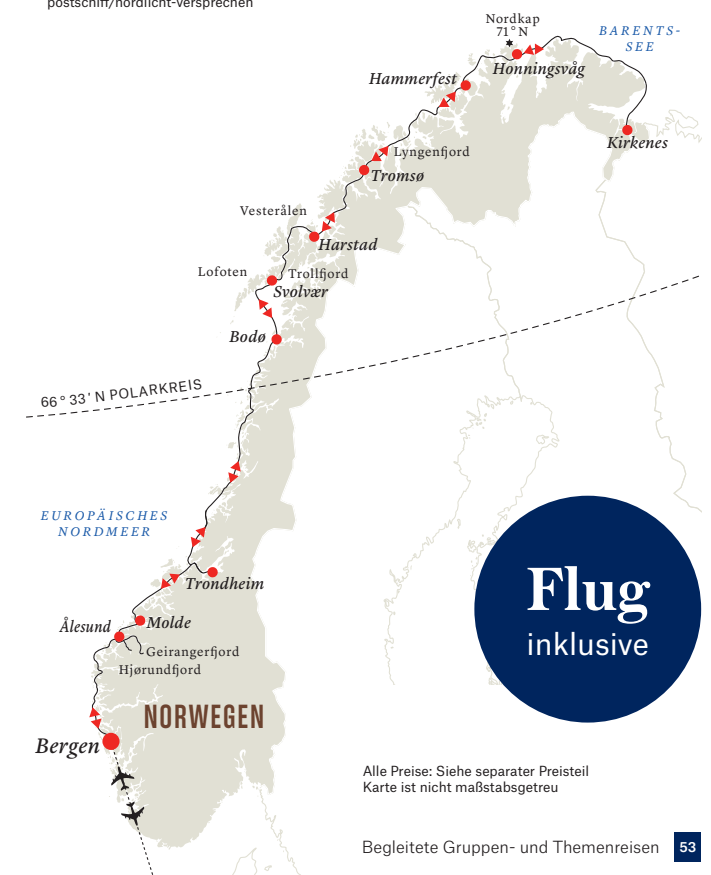 postschiff/nordlicht-versprechen
Nordkap
71° N
BARENTS-
SEE
Honningsvåg
Hammerfest
Kirkenes
Lyngenfjord
Tromsø
Vesterålen
Harstad
Lofoten
Trollfjord
Svolvær
Bodø
66° 33' N POLARKREIS
EUROPÄISCHES
NORDMEER
Trondheim
Flug
inklusive
Ålesund
Molde
Geirangerfjord
Hjørundfjord
NORWEGEN
Bergen
Alle Preise: Siehe separater Preisteil
Karte ist nicht maßstabsgetreu
Begleitete Gruppen- und Themenreisen 53